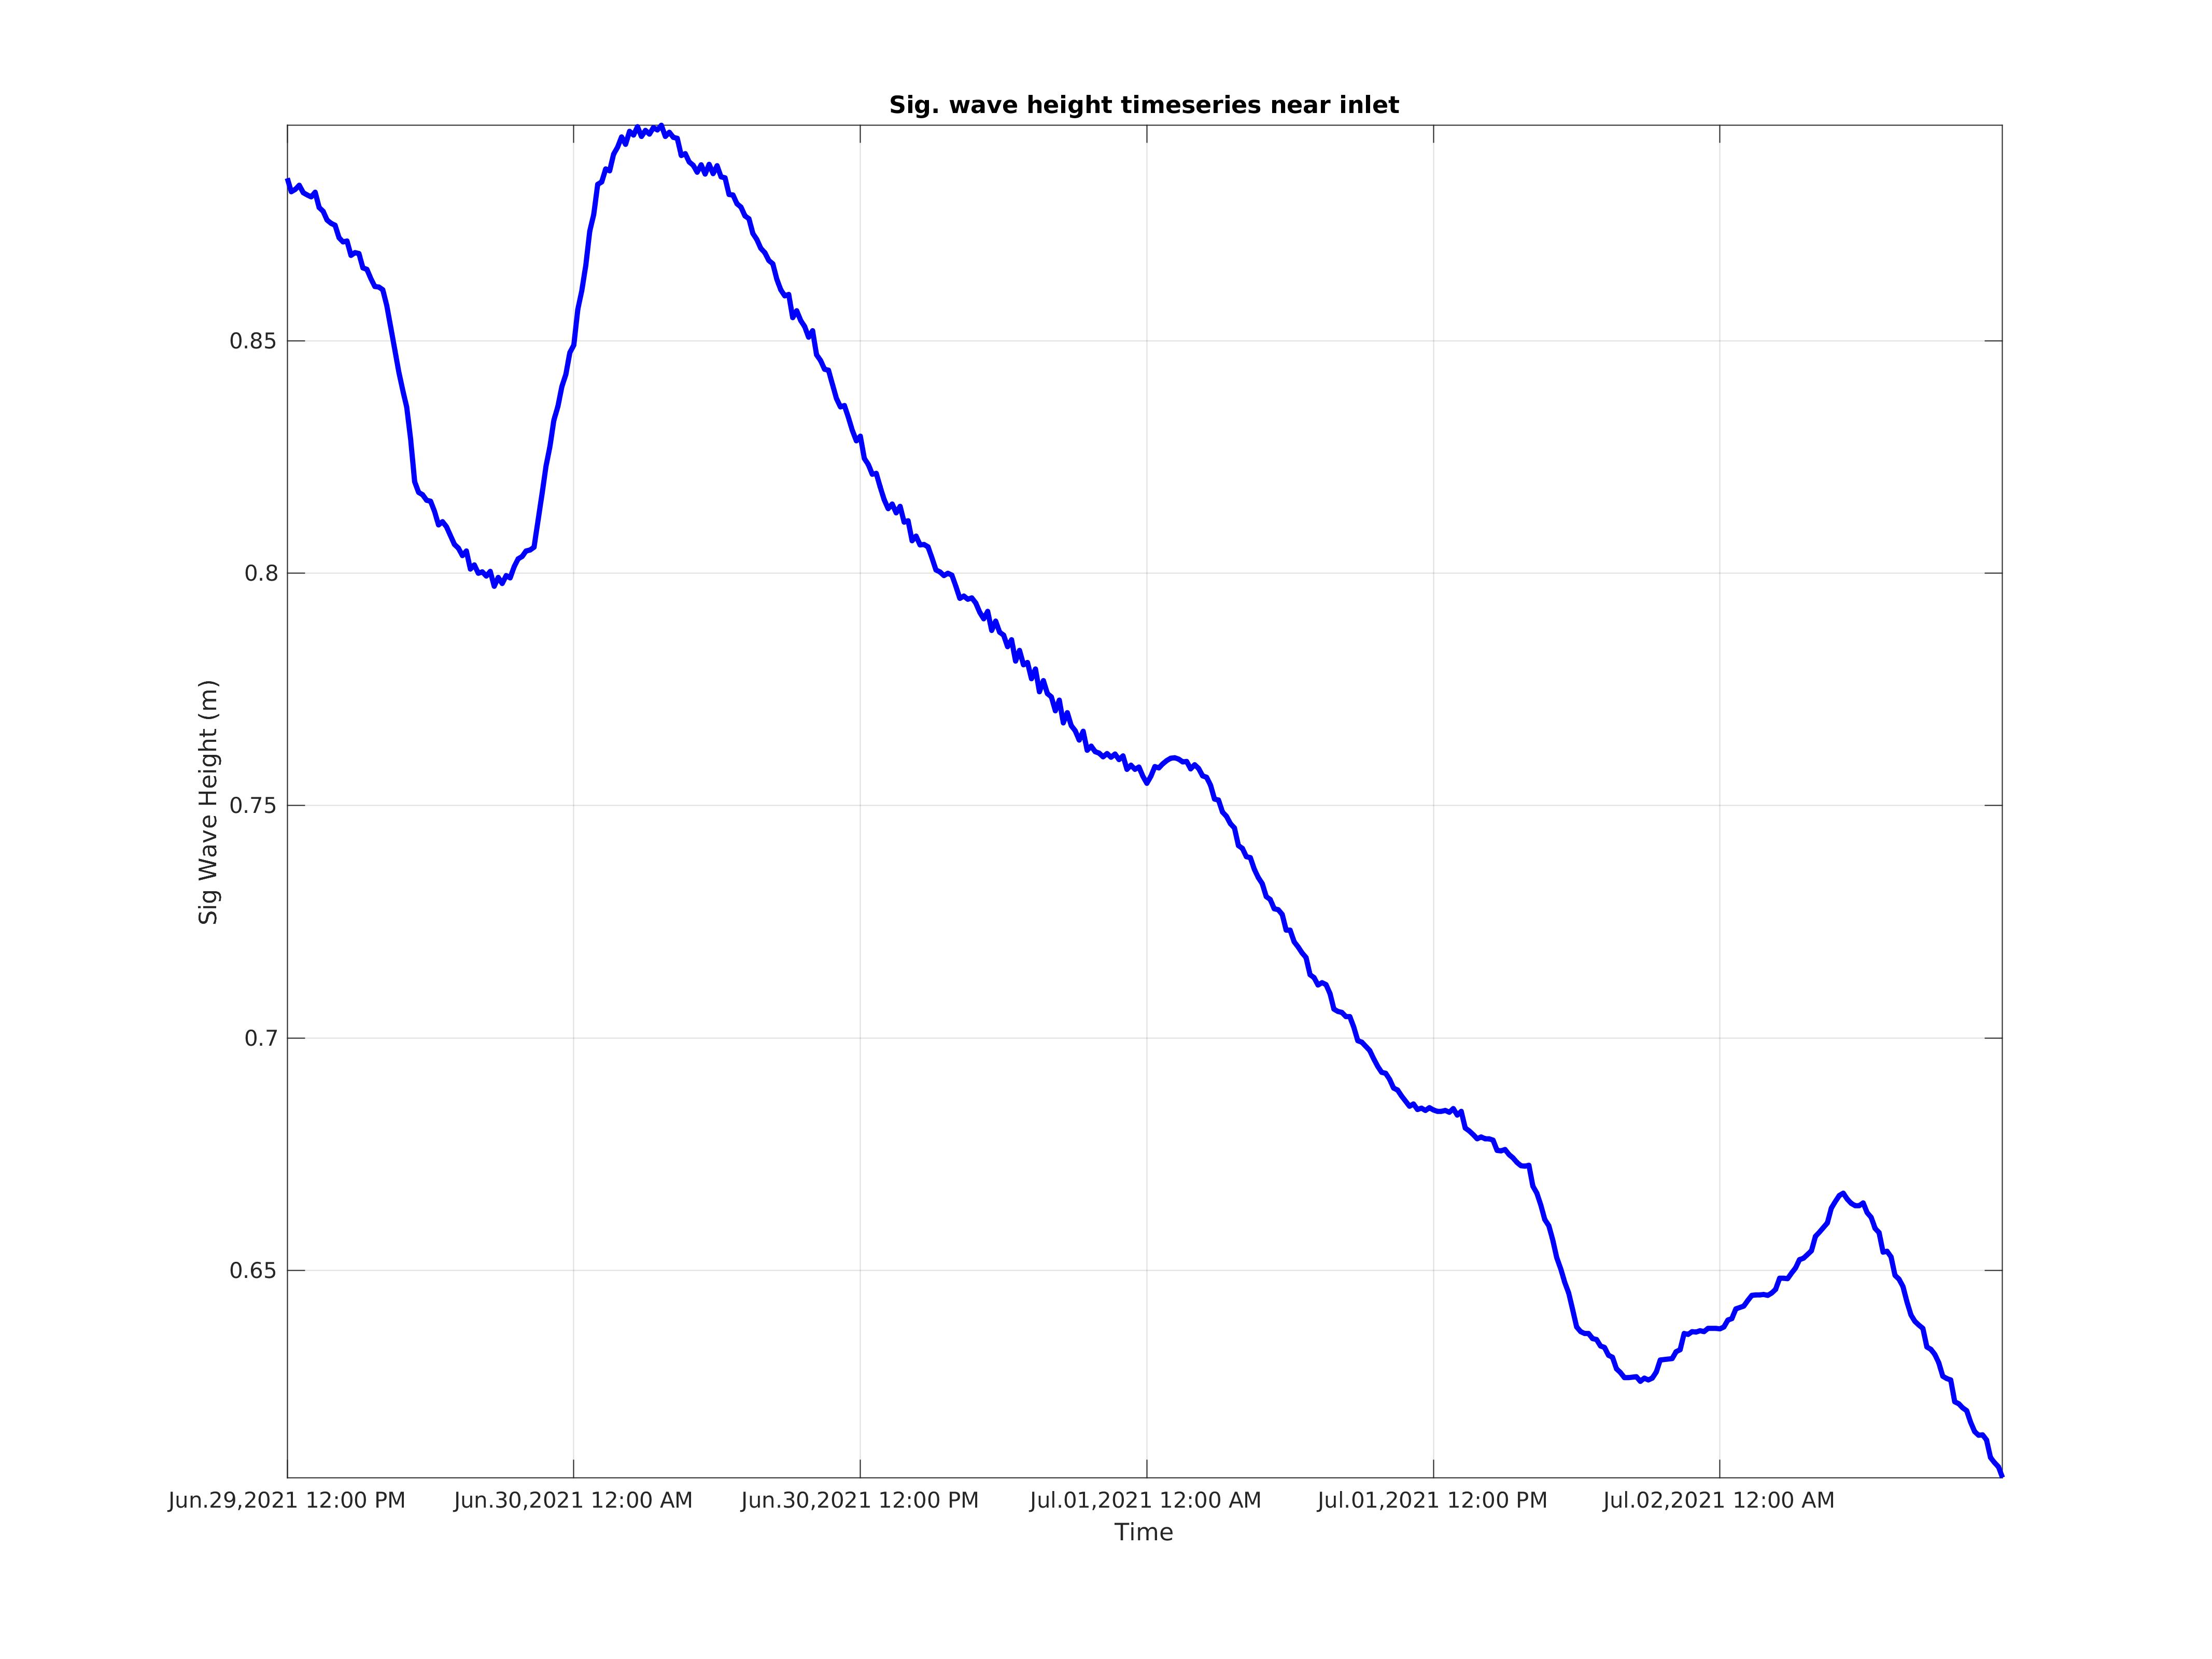 Sig. wave height timeseries near inlet
Sig Wave Height (m)
0.85
0.8
0.75
0.7
0.65
Jun.29,2021 12:00 PM
Jun.30,2021 12:00 AM
Jun.30,2021 12:00 PM
Jul.01,2021 12:00 AM
Jul.01,2021 12:00 PM
Jul.02,2021 12:00 AM
Time